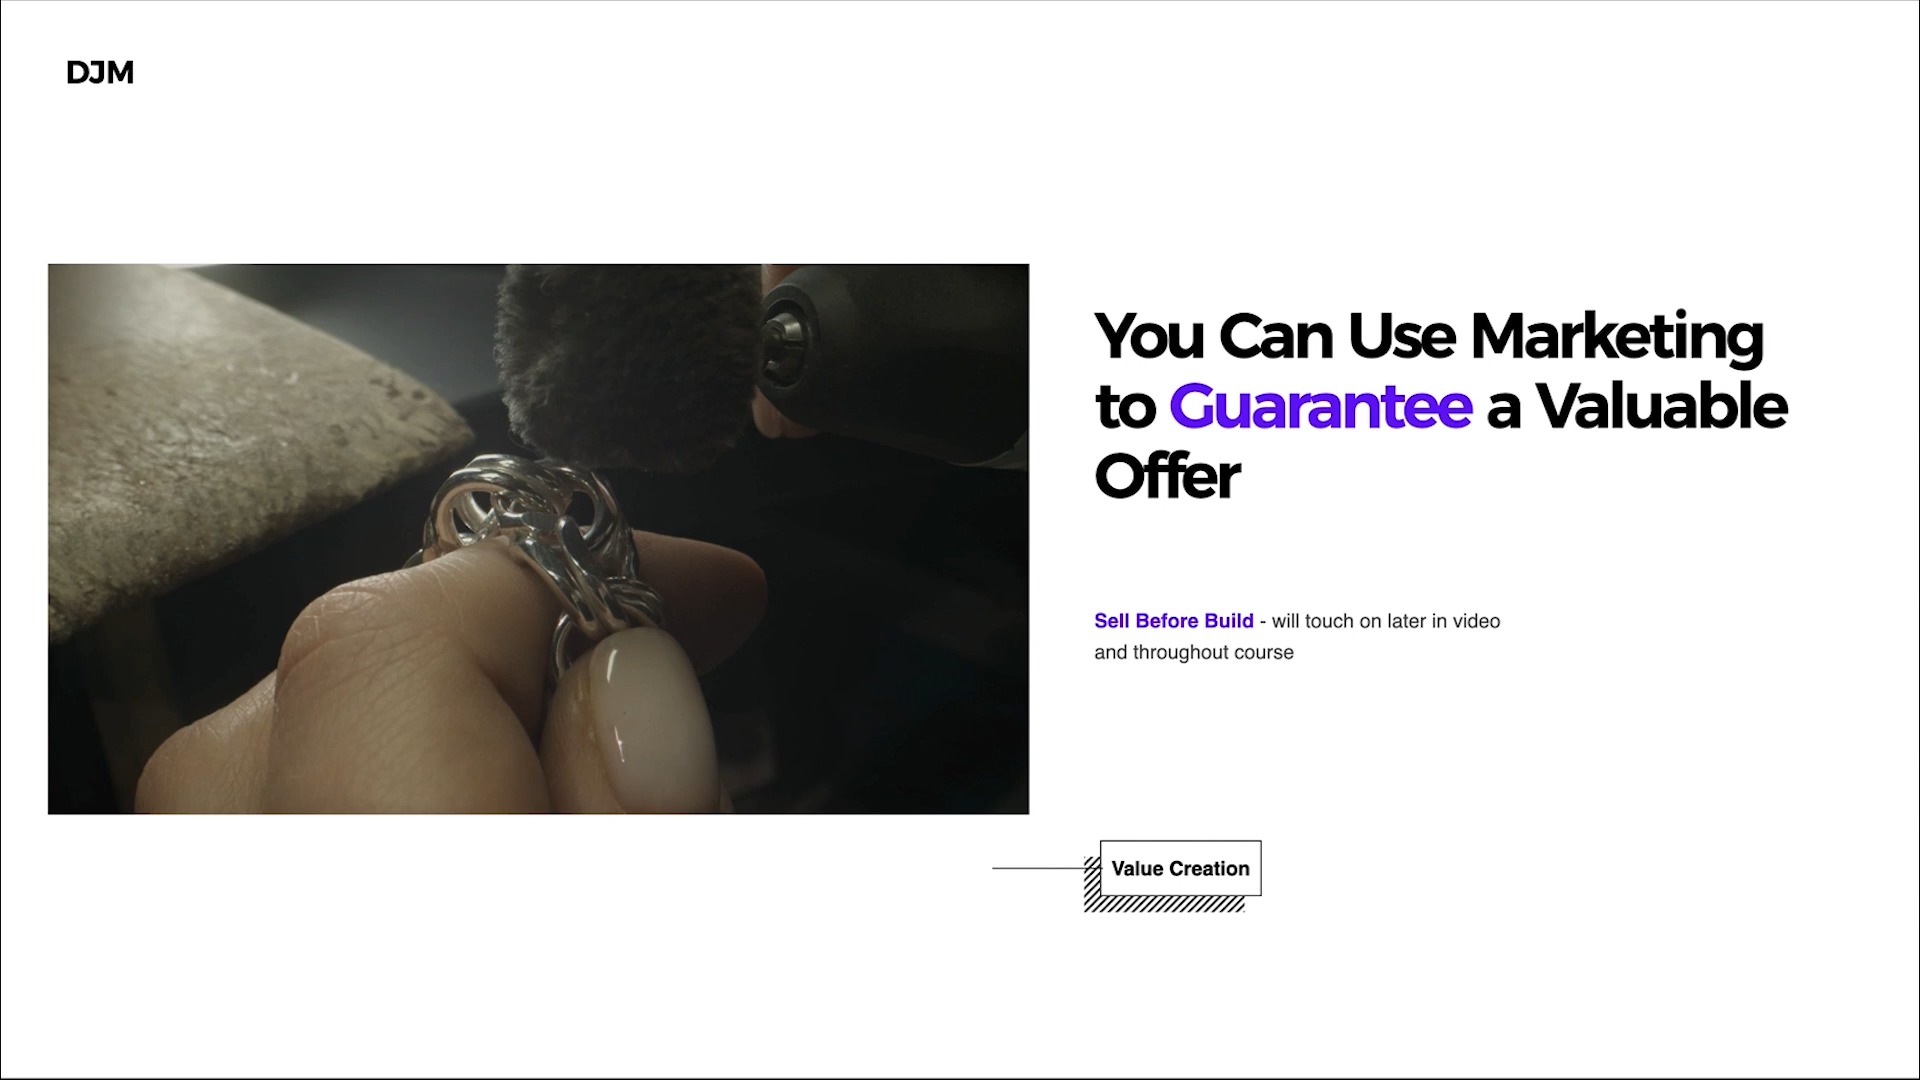 DJM
You Can Use Marketing
to Guarantee a Valuable
Offer
Sell Before Build - will touch on later in video
and throughout course
Value Creation